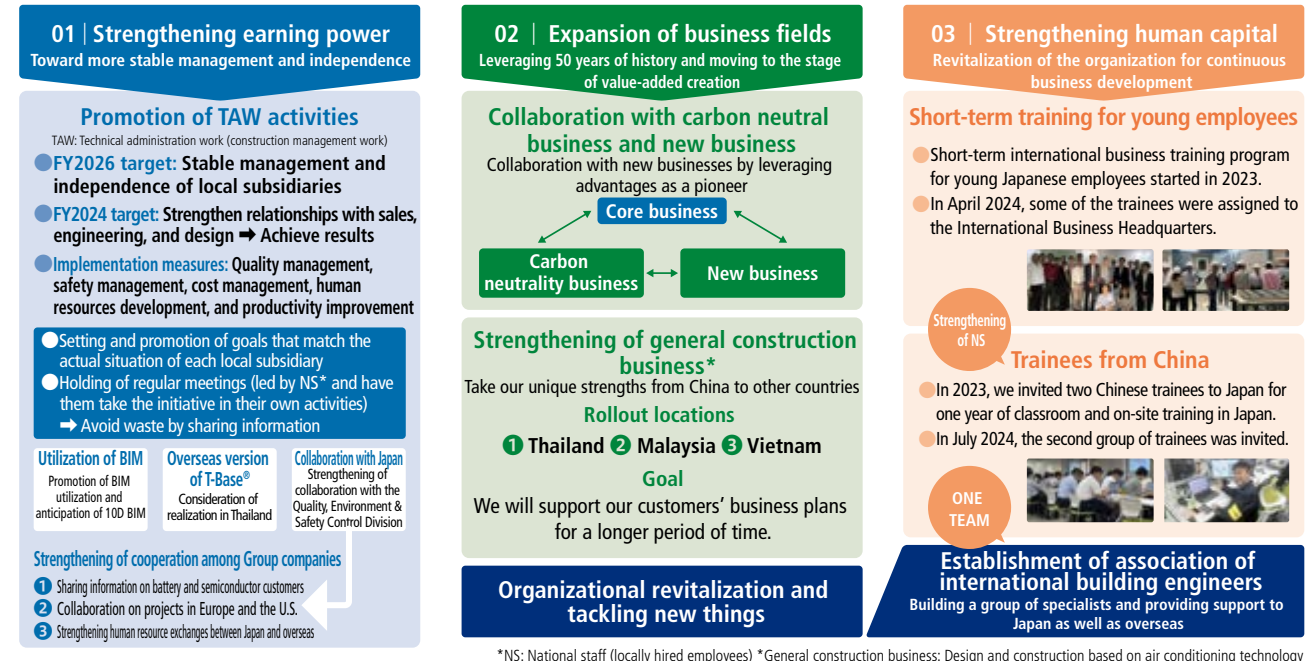 01 | Strengthening earning power
Toward more stable management and independence
Promotion of TAW activities
TAW: Technical administration work (construction management work)
●FY2026 target: Stable management and
independence of local subsidiaries
●FY2024 target: Strengthen relationships with sales,
engineering, and design ➡ Achieve results
●Implementation measures: Quality management,
safety management, cost management, human
resources development, and productivity improvement
●Setting and promotion of goals that match the
actual situation of each local subsidiary
●Holding of regular meetings (led by NS* and have
them take the initiative in their own activities)
➡ Avoid waste by sharing information
Utilization of BIM
Promotion of BIM
utilization and
anticipation of 10D BIM
Overseas version
of T-Base®
Consideration of
realization in Thailand
Collaboration with Japan
Strengthening of
collaboration with the
Quality, Environment &
Safety Control Division
Strengthening of cooperation among Group companies
❶ Sharing information on battery and semiconductor customers
❷ Collaboration on projects in Europe and the U.S.
❸ Strengthening human resource exchanges between Japan and overseas
02 | Expansion of business fields
Leveraging 50 years of history and moving to the stage
of value-added creation
Collaboration with carbon neutral
business and new business
Collaboration with new businesses by leveraging
advantages as a pioneer
Core business
Carbon
neutrality business
New business
Strengthening of general construction
business*
Take our unique strengths from China to other countries
Rollout locations
❶ Thailand ❷ Malaysia ❸ Vietnam
Goal
We will support our customers' business plans
for a longer period of time.
Organizational revitalization and
tackling new things
03 | Strengthening human capital
Revitalization of the organization for continuous
business development
Short-term training for young employees
●Short-term international business training program
for young Japanese employees started in 2023.
●In April 2024, some of the trainees were assigned to
the International Business Headquarters.
Strengthening
of NS
Trainees from China
●In 2023, we invited two Chinese trainees to Japan for
one year of classroom and on-site training in Japan.
●In July 2024, the second group of trainees was invited.
ONE
TEAM
Establishment of association of
international building engineers
Building a group of specialists and providing support to
Japan as well as overseas
*NS: National staff (locally hired employees) *General construction business: Design and construction based on air conditioning technology